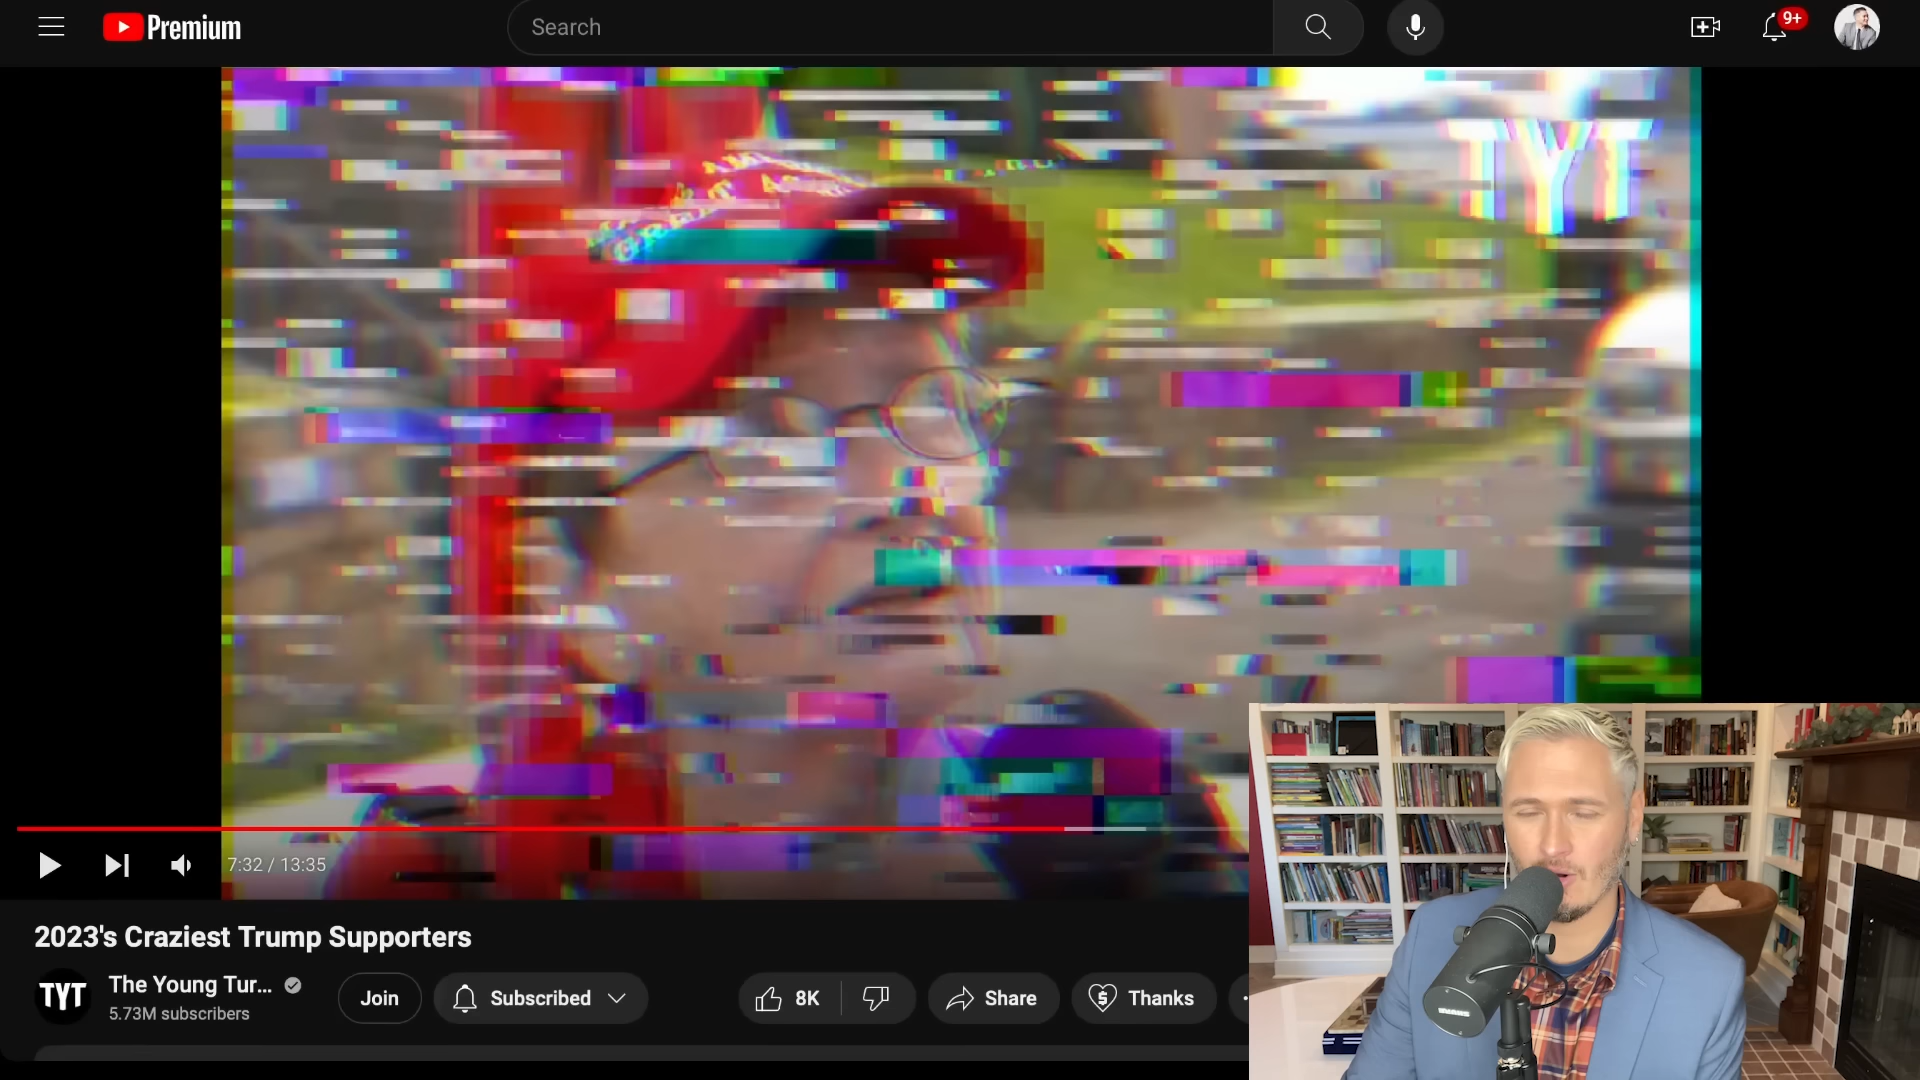 Premium
Search
9+
TYT
GREAT
7:32 / 13:35
2023's Craziest Trump Supporters
TYT
The Young Tur...
5.73M subscribers
Join
Subscribed
8K
Share
Thanks